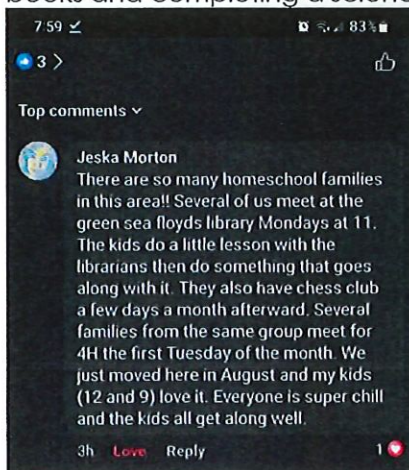 books and completing a scienc
7:59
83%
3 >
Top comments
Jeska Morton
There are so many homeschool families
in this area!! Several of us meet at the
green sea floyds library Mondays at 11.
The kids do a little lesson with the
librarians then do something that goes
along with it. They also have chess club
a few days a month afterward. Several
families from the same group meet for
4H the first Tuesday of the month. We
just moved here in August and my kids
(12 and 9) love it. Everyone is super chill
and the kids all get along well.
3h Love Reply 1